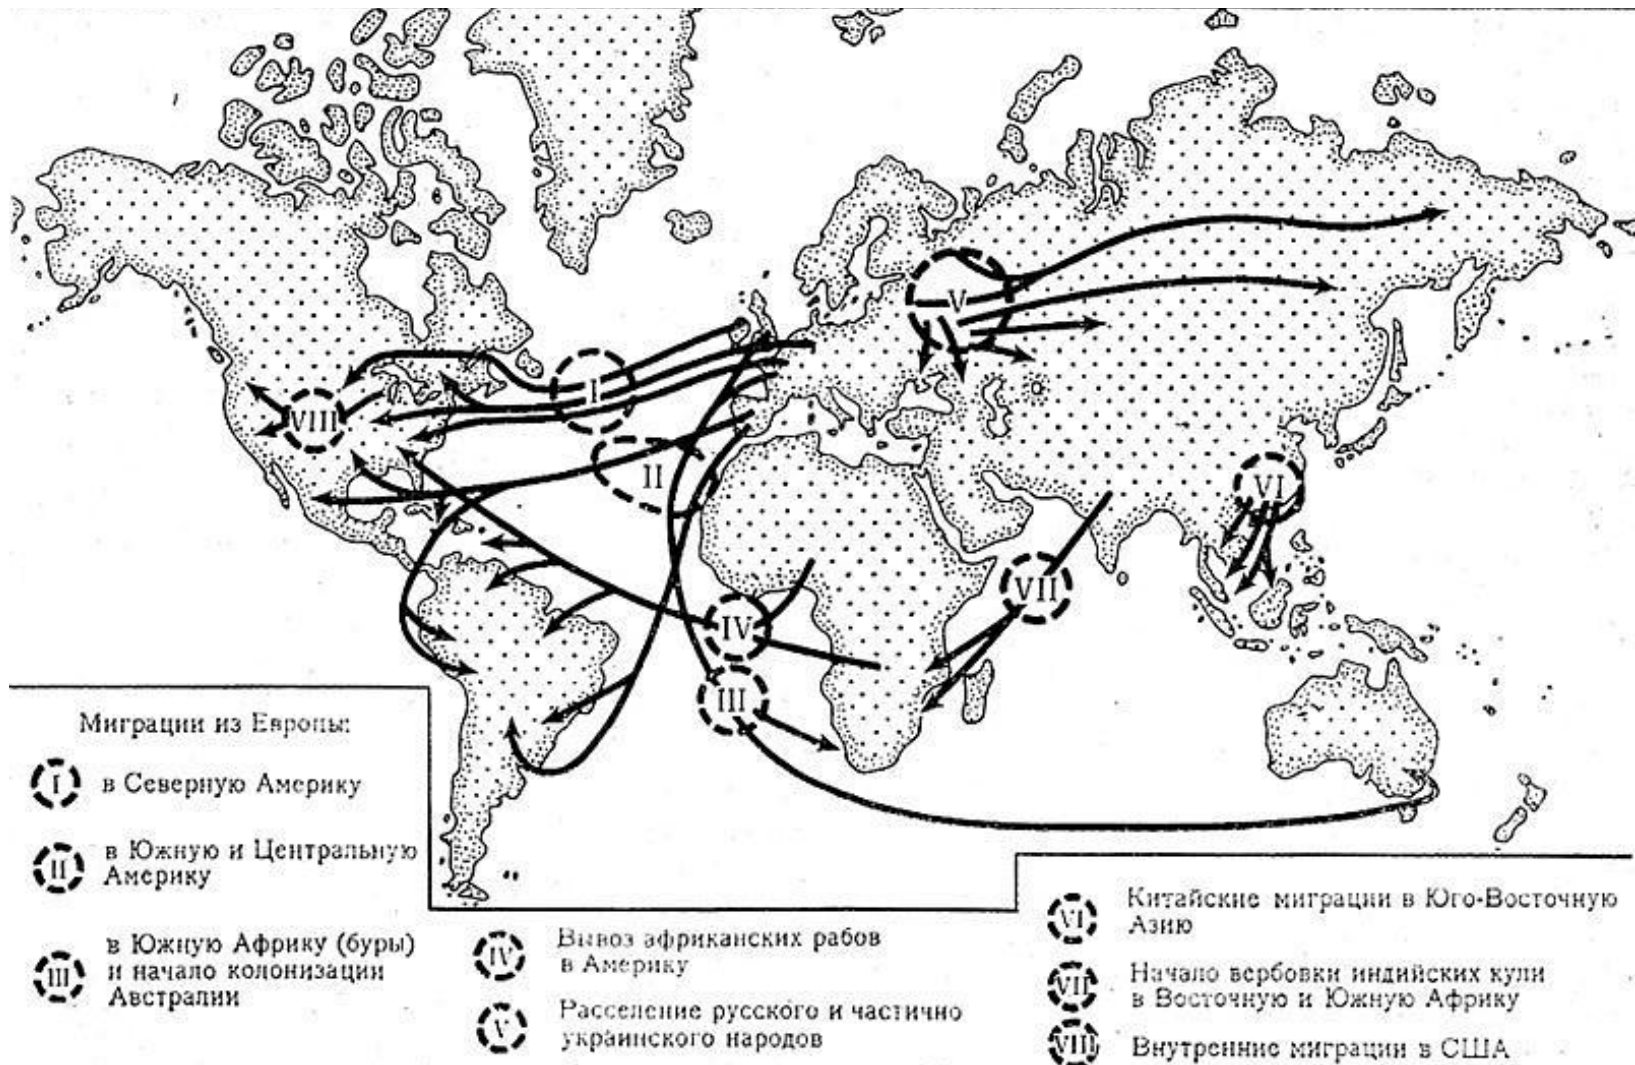 I
II
III
IV
V
VI
VII
VIII
Миграции из Европы:
I в Северную Америку
II в Южную и Центральную
Америку
III в Южную Африку (буры)
и начало колонизации
Австралии
IV Вывоз африканских рабов
в Америку
V Расселение русского и частично
украинского народов
VI Китайские миграции в Юго-Восточную
Азию
VII Начало вербовки индийских кули
в Восточную и Южную Африку
VIII Внутренние миграции в США